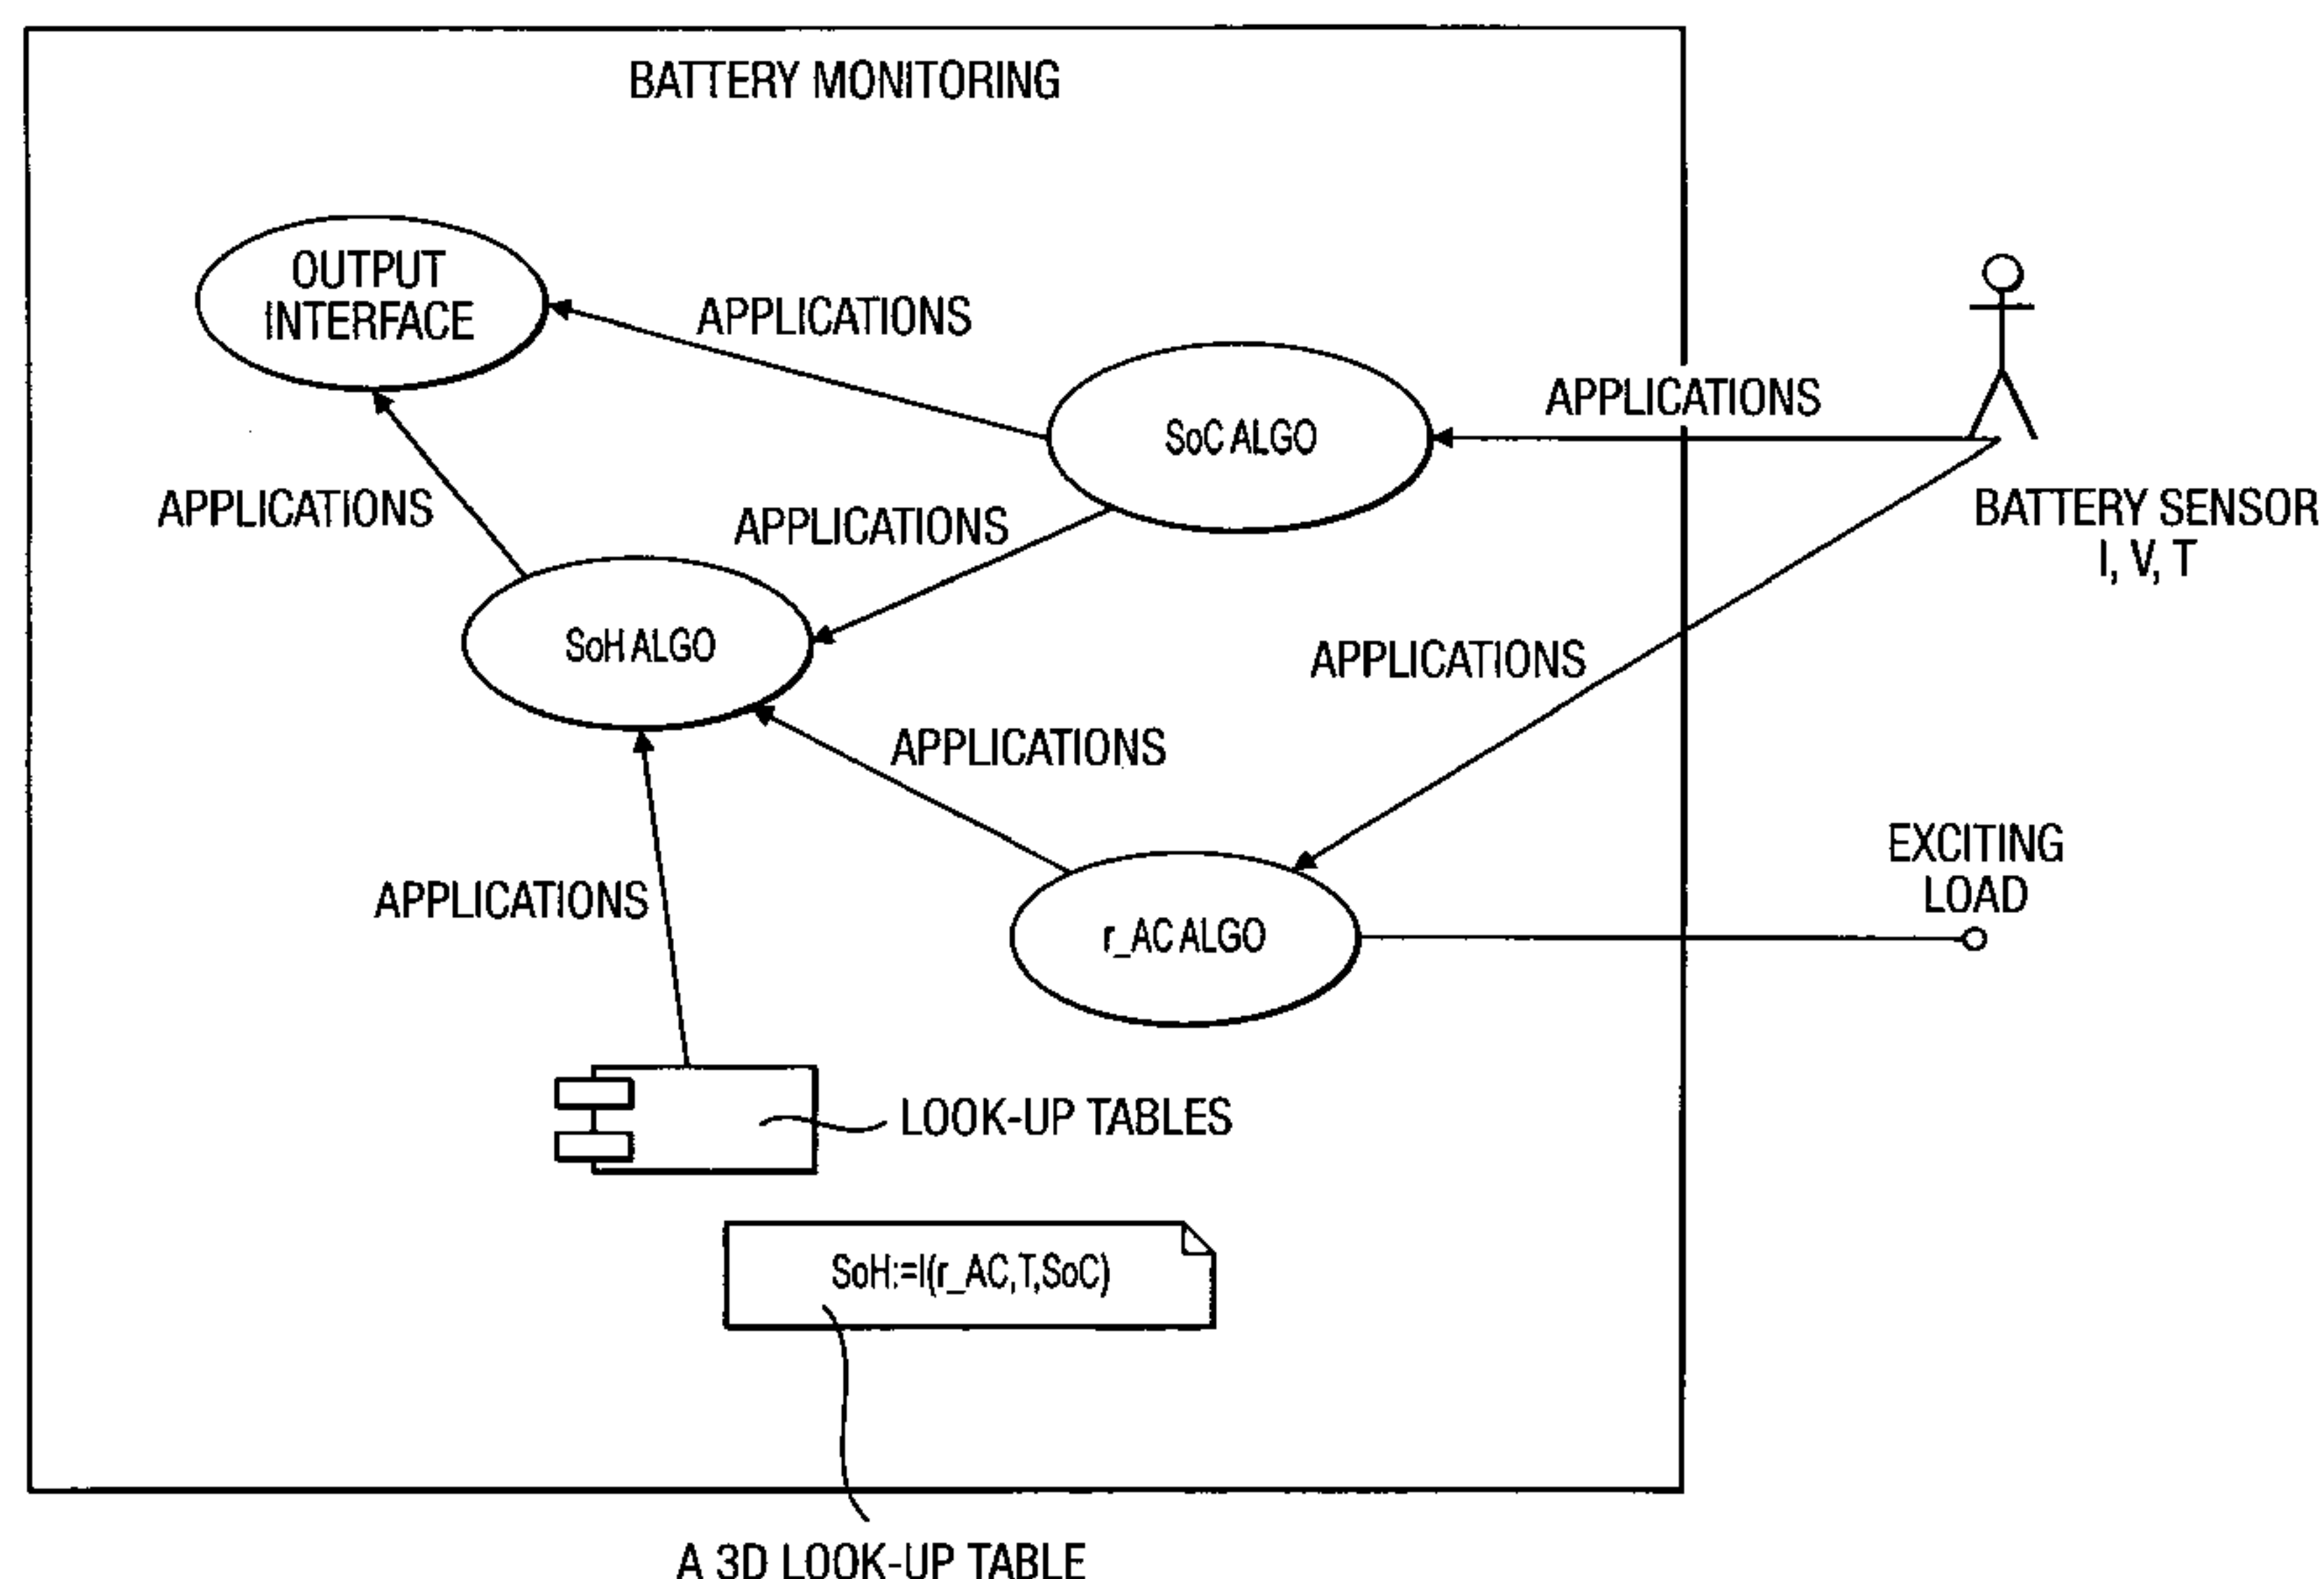 BATTERY MONITORING
OUTPUT
INTERFACE
APPLICATIONS
SoC ALGO
APPLICATIONS
BATTERY SENSOR
I, V, T
APPLICATIONS
APPLICATIONS
SoH ALGO
APPLICATIONS
APPLICATIONS
EXCITING
LOAD
APPLICATIONS
r_AC ALGO
LOOK-UP TABLES
SoH:=I(r_AC,T,SoC)
A 3D LOOK-UP TABLE